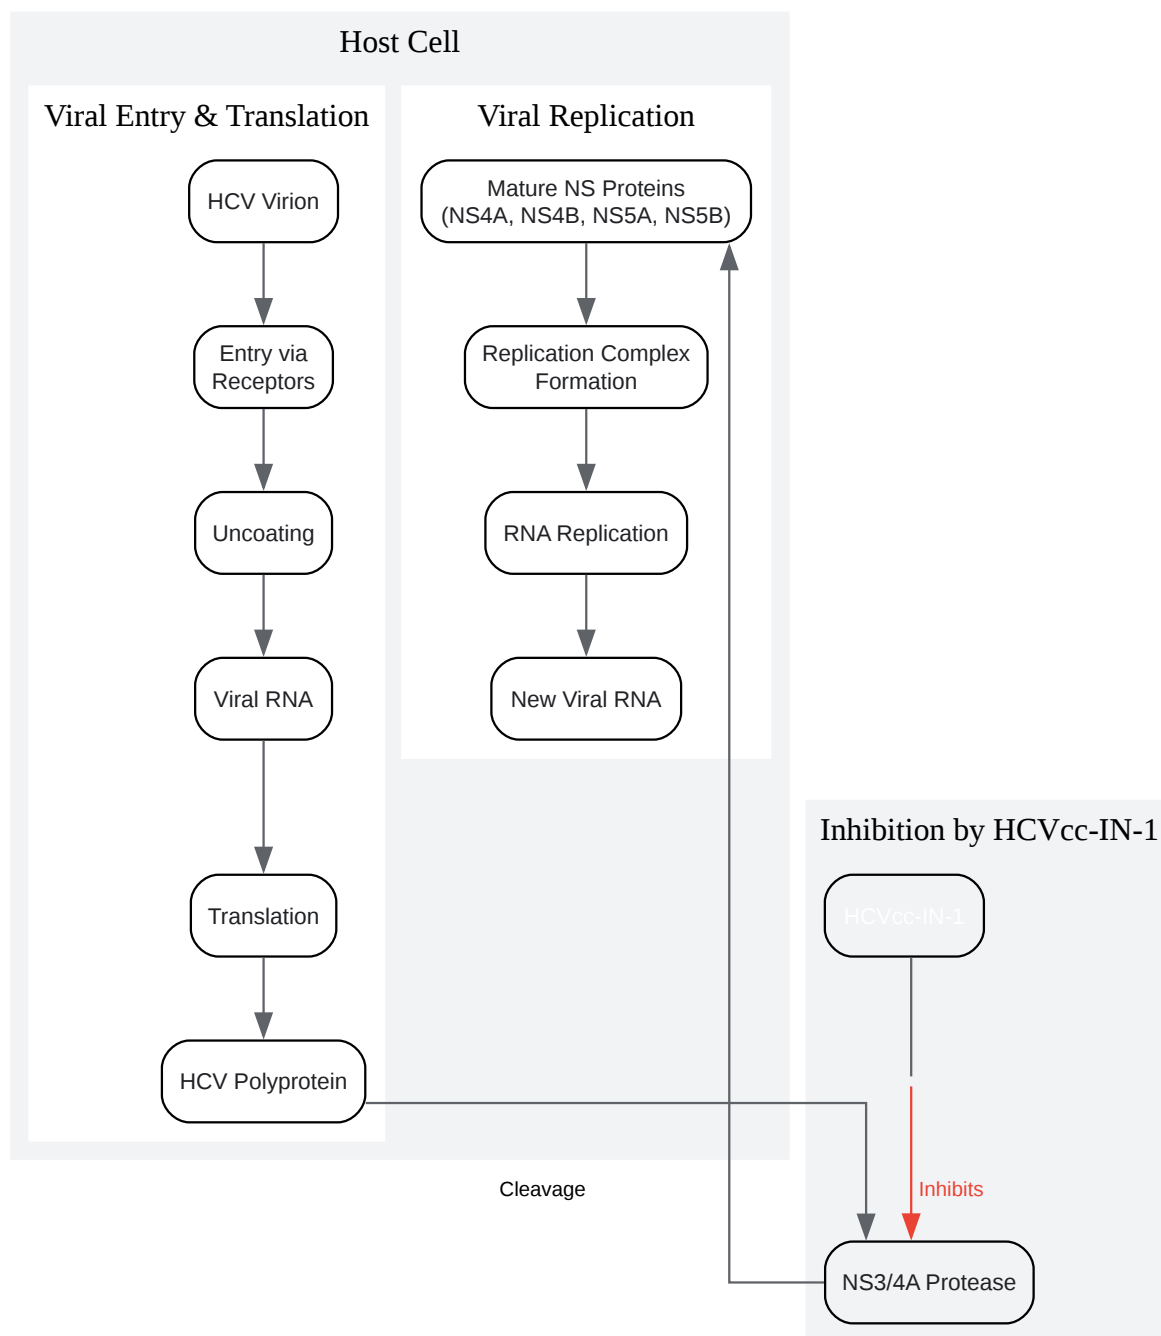 Host Cell
Viral Entry & Translation
HCV Virion
Entry via
Receptors
Uncoating
Viral RNA
Translation
HCV Polyprotein
Viral Replication
Mature NS Proteins
(NS4A, NS4B, NS5A, NS5B)
Replication Complex
Formation
RNA Replication
New Viral RNA
Inhibition by HCVcc-IN-1
HCVcc-IN-1
Cleavage
Inhibits
NS3/4A Protease